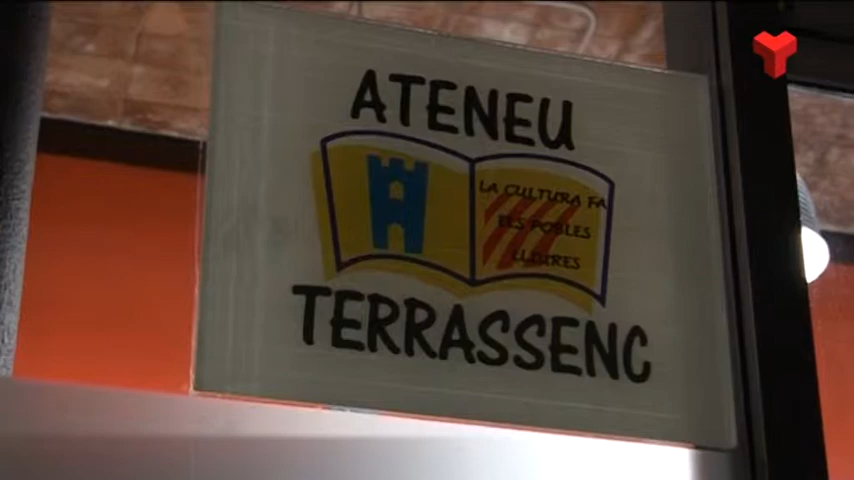 ATENEU
LA CULTURA FA
ELS POBLES
LLIURES
TERRASSENC